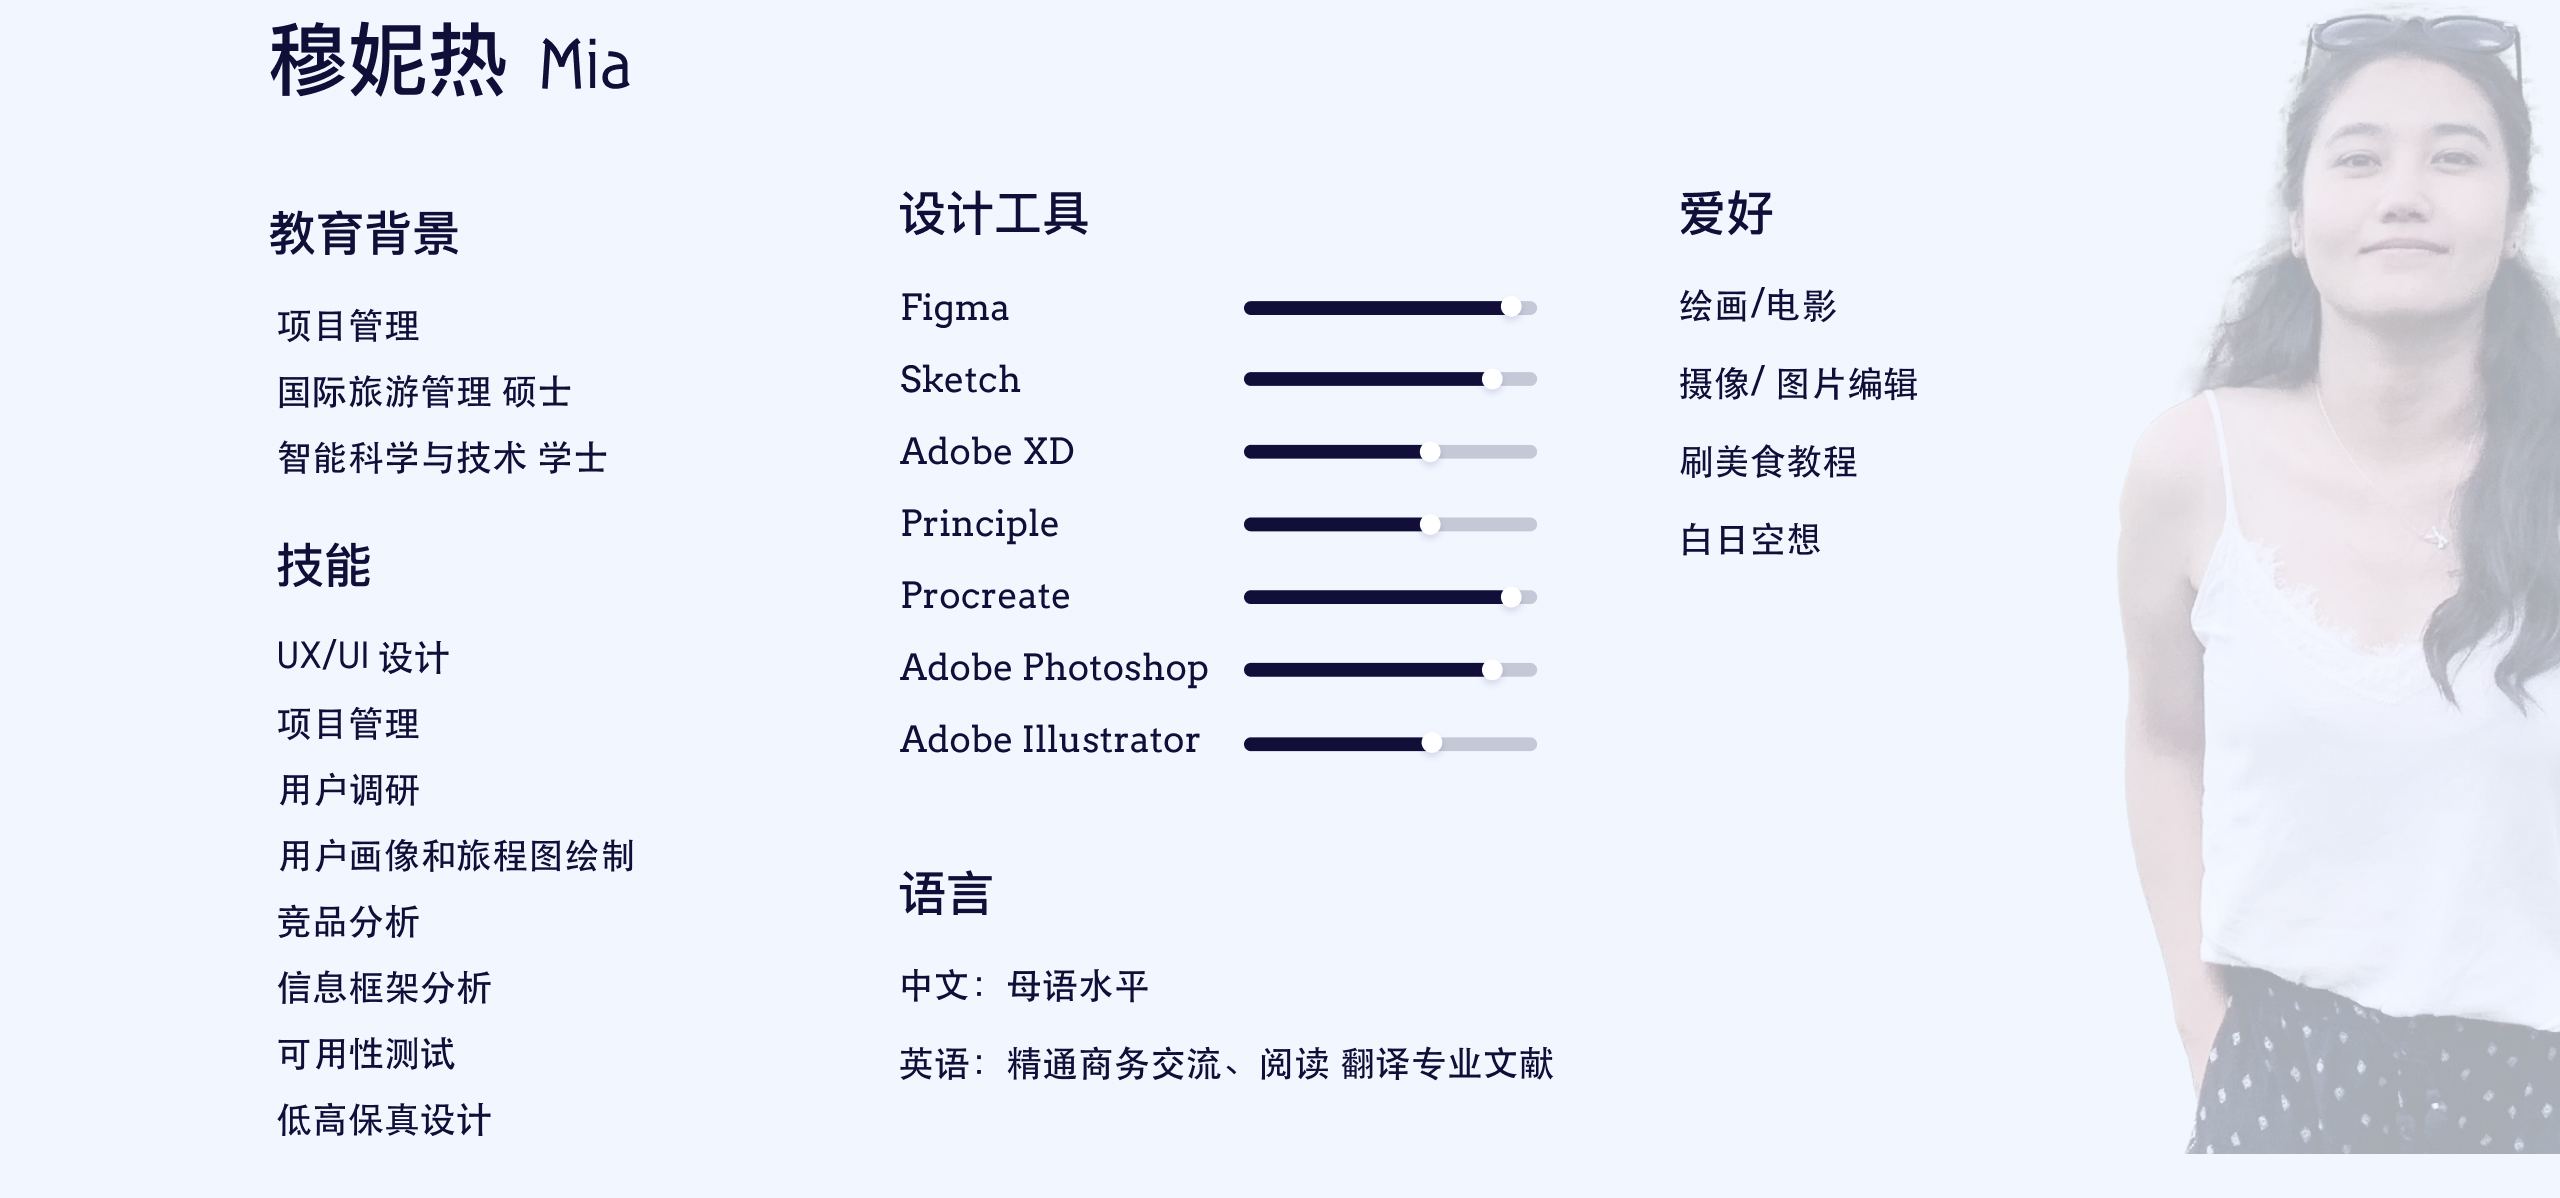 穆妮热 Mia
教育背景
项目管理
国际旅游管理 硕士
智能科学与技术 学士
技能
UX/UI 设计
项目管理
用户调研
用户画像和旅程图绘制
竞品分析
信息框架分析
可用性测试
低高保真设计
设计工具
Figma
Sketch
Adobe XD
Principle
Procreate
Adobe Photoshop
Adobe Illustrator
语言
中文：母语水平
英语：精通商务交流、阅读 翻译专业文献
爱好
绘画/电影
摄像/ 图片编辑
刷美食教程
白日空想